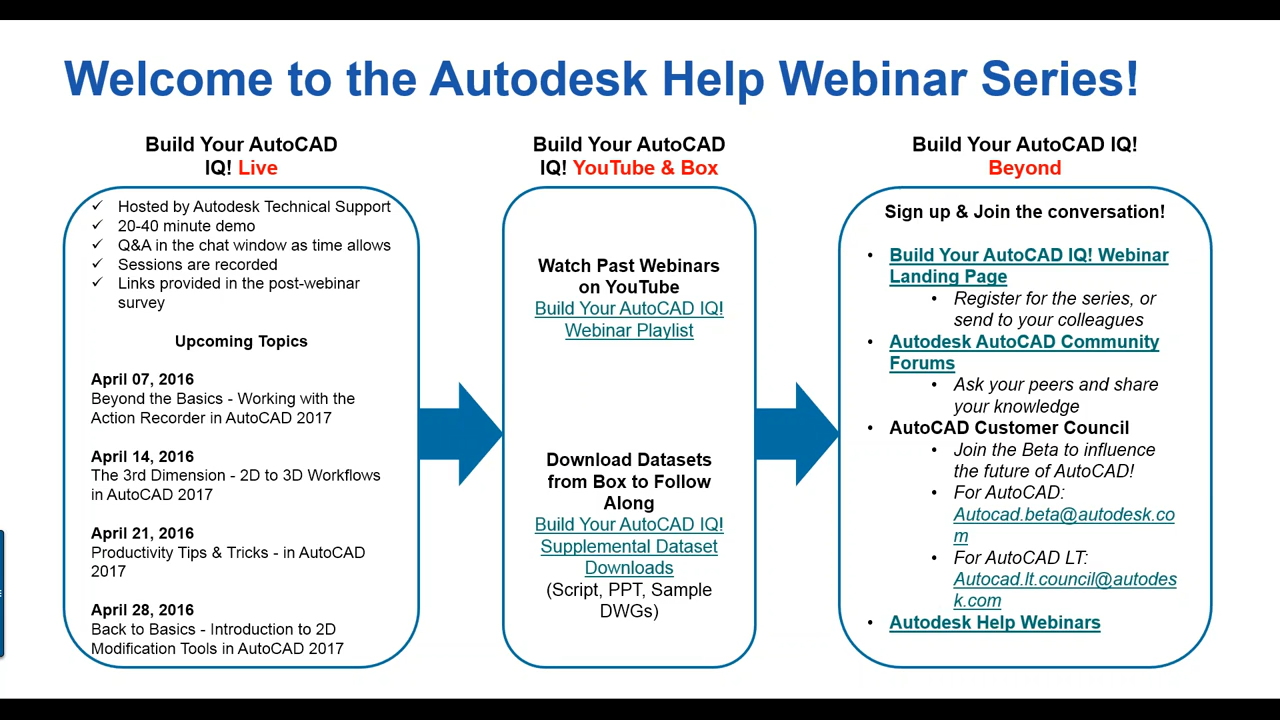 Welcome to the Autodesk Help Webinar Series!
Build Your AutoCAD
IQ! Live
✓ Hosted by Autodesk Technical Support
✓ 20-40 minute demo
✓ Q&A in the chat window as time allows
✓ Sessions are recorded
✓ Links provided in the post-webinar
survey
Upcoming Topics
April 07, 2016
Beyond the Basics - Working with the
Action Recorder in AutoCAD 2017
April 14, 2016
The 3rd Dimension - 2D to 3D Workflows
in AutoCAD 2017
April 21, 2016
Productivity Tips & Tricks - in AutoCAD
2017
April 28, 2016
Back to Basics - Introduction to 2D
Modification Tools in AutoCAD 2017
Build Your AutoCAD
IQ! YouTube & Box
Watch Past Webinars
on YouTube
Build Your AutoCAD IQ!
Webinar Playlist
Download Datasets
from Box to Follow
Along
Build Your AutoCAD IQ!
Supplemental Dataset
Downloads
(Script, PPT, Sample
DWGs)
Build Your AutoCAD IQ!
Beyond
Sign up & Join the conversation!
• Build Your AutoCAD IQ! Webinar
Landing Page
• Register for the series, or
send to your colleagues
• Autodesk AutoCAD Community
Forums
• Ask your peers and share
your knowledge
• AutoCAD Customer Council
• Join the Beta to influence
the future of AutoCAD!
• For AutoCAD:
Autocad.beta@autodesk.co
m
• For AutoCAD LT:
Autocad.lt.council@autodes
k.com
• Autodesk Help Webinars